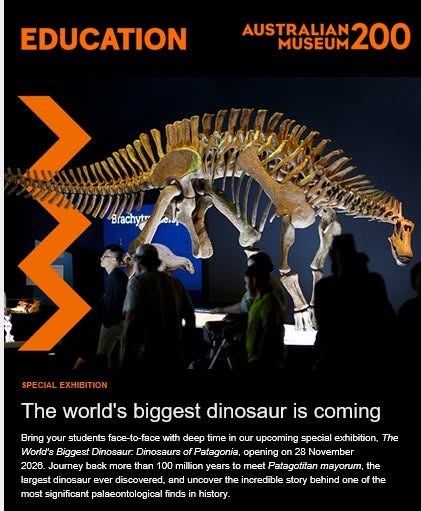 EDUCATION
AUSTRALIAN
MUSEUM 200
SPECIAL EXHIBITION
The world's biggest dinosaur is coming
Bring your students face-to-face with deep time in our upcoming special exhibition, The
World's Biggest Dinosaur: Dinosaurs of Patagonia, opening on 28 November
2026. Journey back more than 100 million years to meet Patagotitan mayorum, the
largest dinosaur ever discovered, and uncover the incredible story behind one of the
most significant palaeontological finds in history.